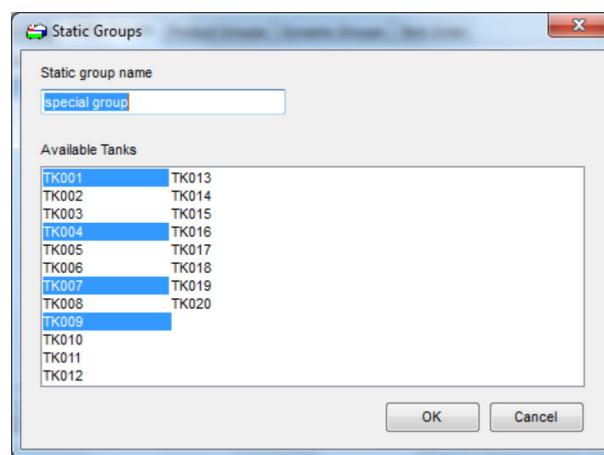 Static Groups
Static group name
special group
Available Tanks
TK001 TK013
TK002 TK014
TK003 TK015
TK004 TK016
TK005 TK017
TK006 TK018
TK007 TK019
TK008 TK020
TK009
TK010
TK011
TK012
OK Cancel